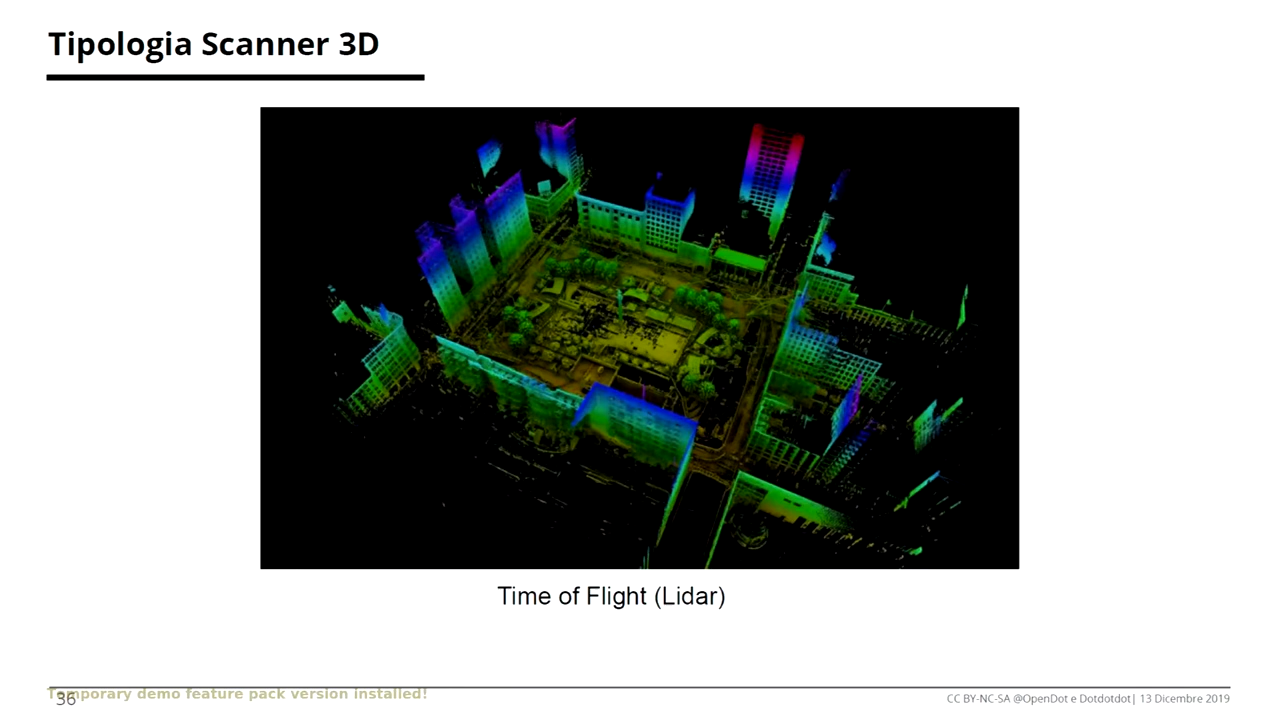 Tipologia Scanner 3D
Time of Flight (Lidar)
Temporary demo feature pack version installed!
36
CC BY-NC-SA @OpenDot e Dotdotdot| 13 Dicembre 2019